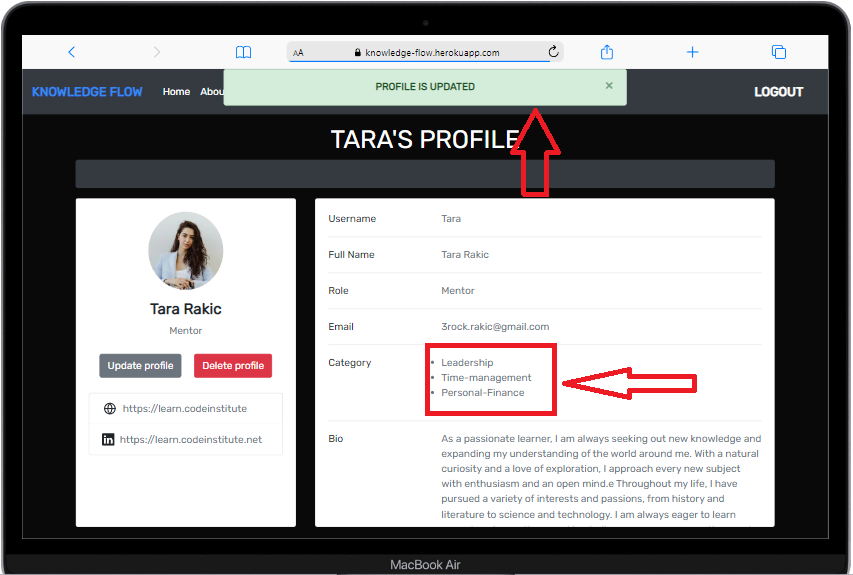 AA knowledge-flow.herokuapp.com
KNOWLEDGE FLOW Home Abou PROFILE IS UPDATED × LOGOUT
TARA'S PROFILE
Username Tara
Full Name Tara Rakic
Role Mentor
Email 3rock.rakic@gmail.com
Category
• Leadership
• Time-management
• Personal-Finance
Tara Rakic
Mentor
Update profile Delete profile
https://learn.codeinstitute
in https://learn.codeinstitute.net
Bio
As a passionate learner, I am always seeking out new knowledge and
expanding my understanding of the world around me. With a natural
curiosity and a love of exploration, I approach every new subject
with enthusiasm and an open mind.e Throughout my life, I have
pursued a variety of interests and passions, from history and
literature to science and technology. I am always eager to learn
MacBook Air